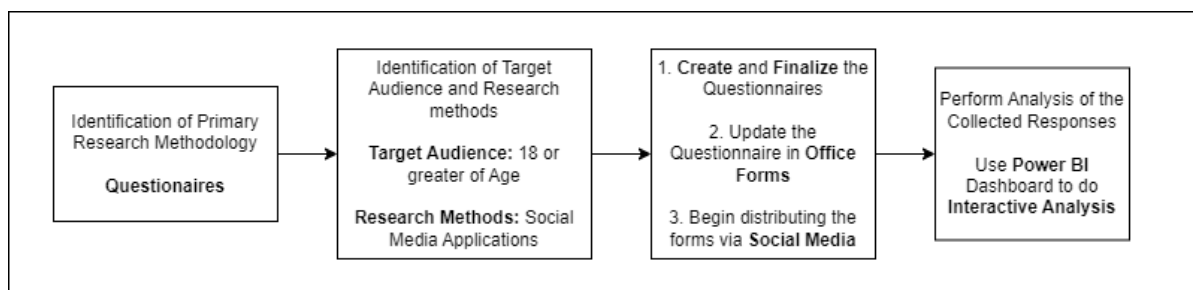 Identification of Primary
Research Methodology
Questionaires
Identification of Target
Audience and Research
methods
Target Audience: 18 or
greater of Age
Research Methods: Social
Media Applications
1. Create and Finalize the
Questionnaires
2. Update the
Questionnaire in Office
Forms
3. Begin distributing the
forms via Social Media
Perform Analysis of the
Collected Responses
Use Power BI
Dashboard to do
Interactive Analysis